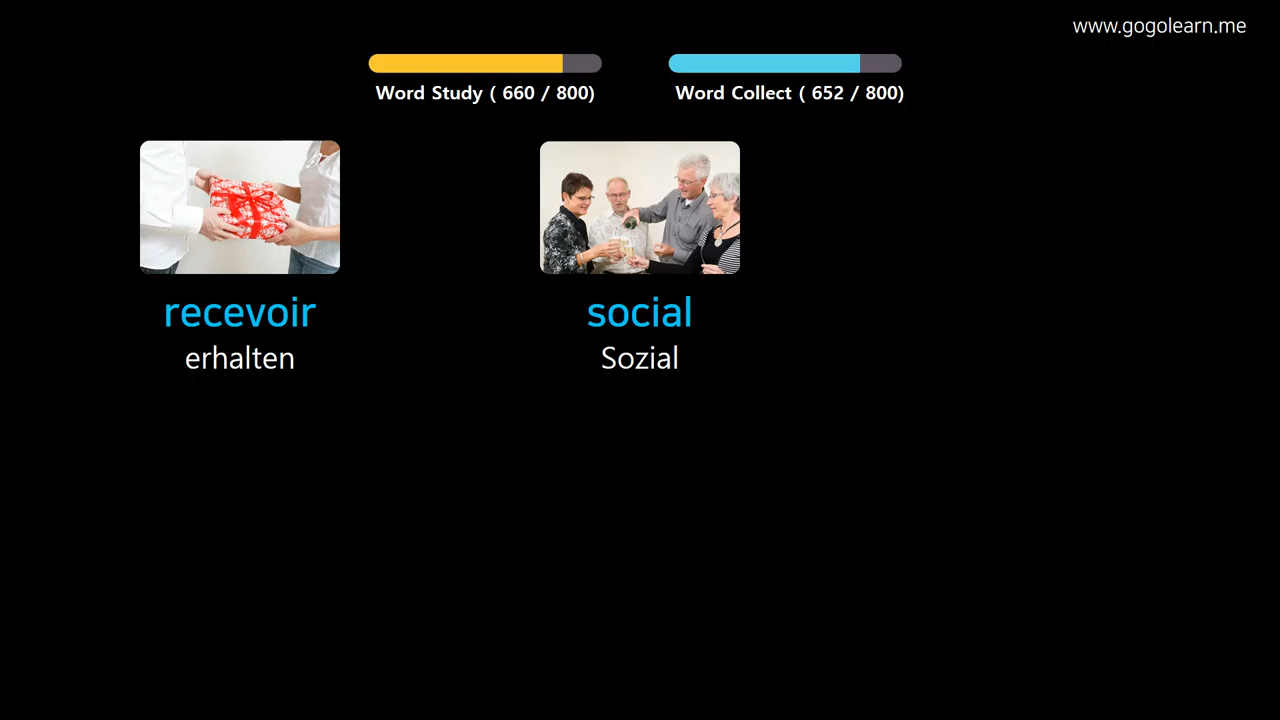 www.gogolearn.me
Word Study ( 660 / 800)
Word Collect ( 652 / 800)
recevoir
erhalten
social
Sozial